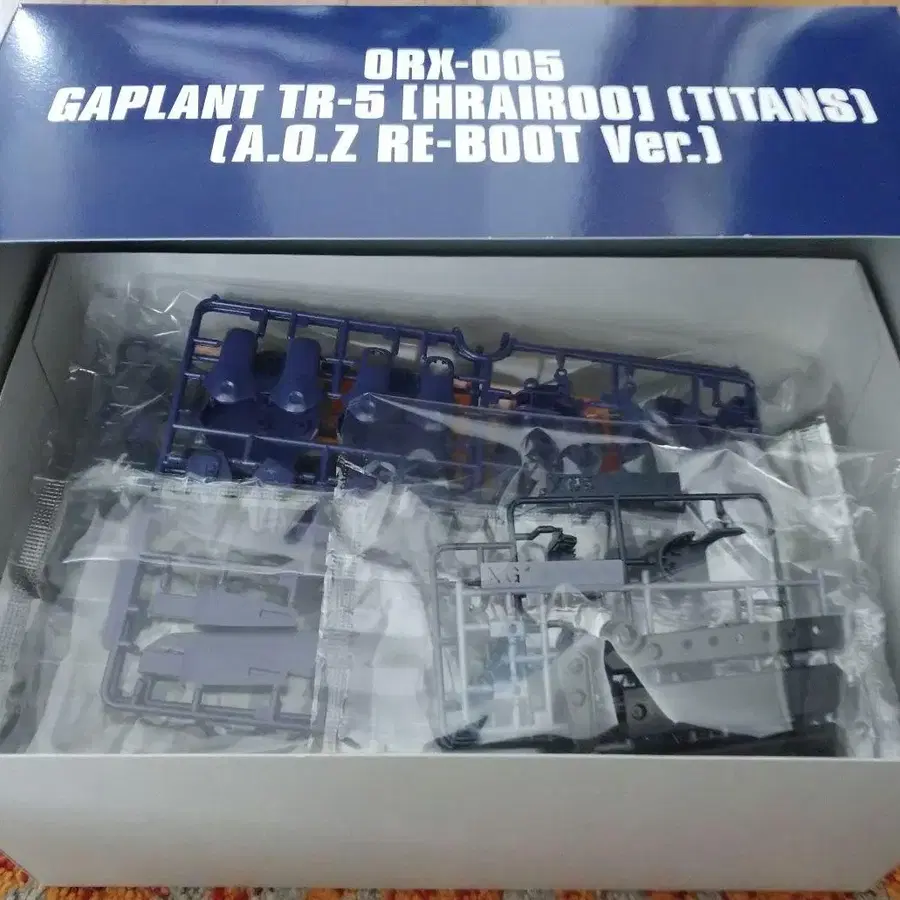 ORX-005
GAPLANT TR-5 [HRAIROO] (TITANS)
(A.O.Z RE-BOOT Ver.)